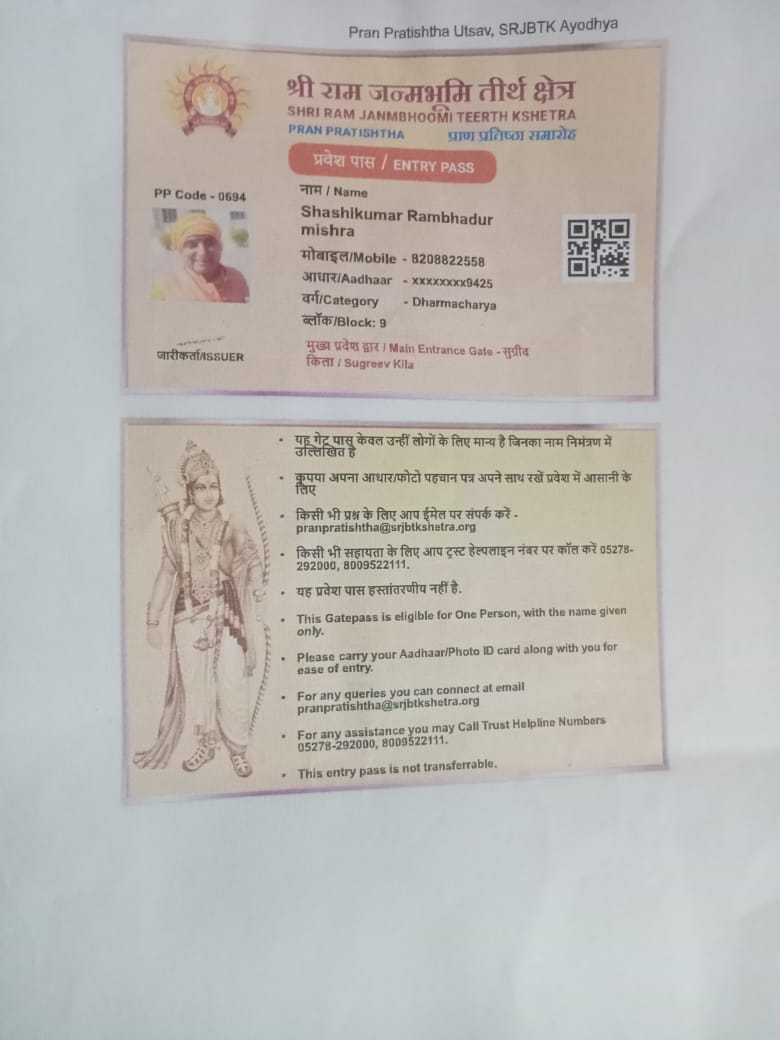 Pran Pratishtha Utsav, SRJBTK Ayodhya
श्री राम जन्मभूमि तीर्थ क्षेत्र
SHRI RAM JANMBHOOMI TEERTH KSHETRA
PRAN PRATISHTHA प्राण प्रतिष्ठा समारोह
प्रवेश पास / ENTRY PASS
PP Code - 0694
नाम / Name
Shashikumar Rambhadur
mishra
मोबाइल/Mobile - 8208822558
आधार/Aadhaar - xxxxxxxx9425
वर्ग/Category - Dharmacharya
ब्लॉक/Block: 9
जारीकर्ता/ISSUER
मुख्य प्रवेश द्वार / Main Entrance Gate - सुग्रीव
किला / Sugreev Kila
• यह गेट पास केवल उन्हीं लोगों के लिए मान्य है जिनका नाम निमंत्रण में
उल्लिखित है
• कृपया अपना आधार/फोटो पहचान पत्र अपने साथ रखें प्रवेश में आसानी के
लिए
• किसी भी प्रश्न के लिए आप ईमेल पर संपर्क करें -
pranpratishtha@srjbtkshetra.org
• किसी भी सहायता के लिए आप ट्रस्ट हेल्पलाइन नंबर पर कॉल करें 05278-
292000, 8009522111.
• यह प्रवेश पास हस्तांतरणीय नहीं है.
• This Gatepass is eligible for One Person, with the name given
only.
• Please carry your Aadhaar/Photo ID card along with you for
ease of entry.
• For any queries you can connect at email
pranpratishtha@srjbtkshetra.org
• For any assistance you may Call Trust Helpline Numbers
05278-292000, 8009522111.
• This entry pass is not transferrable.